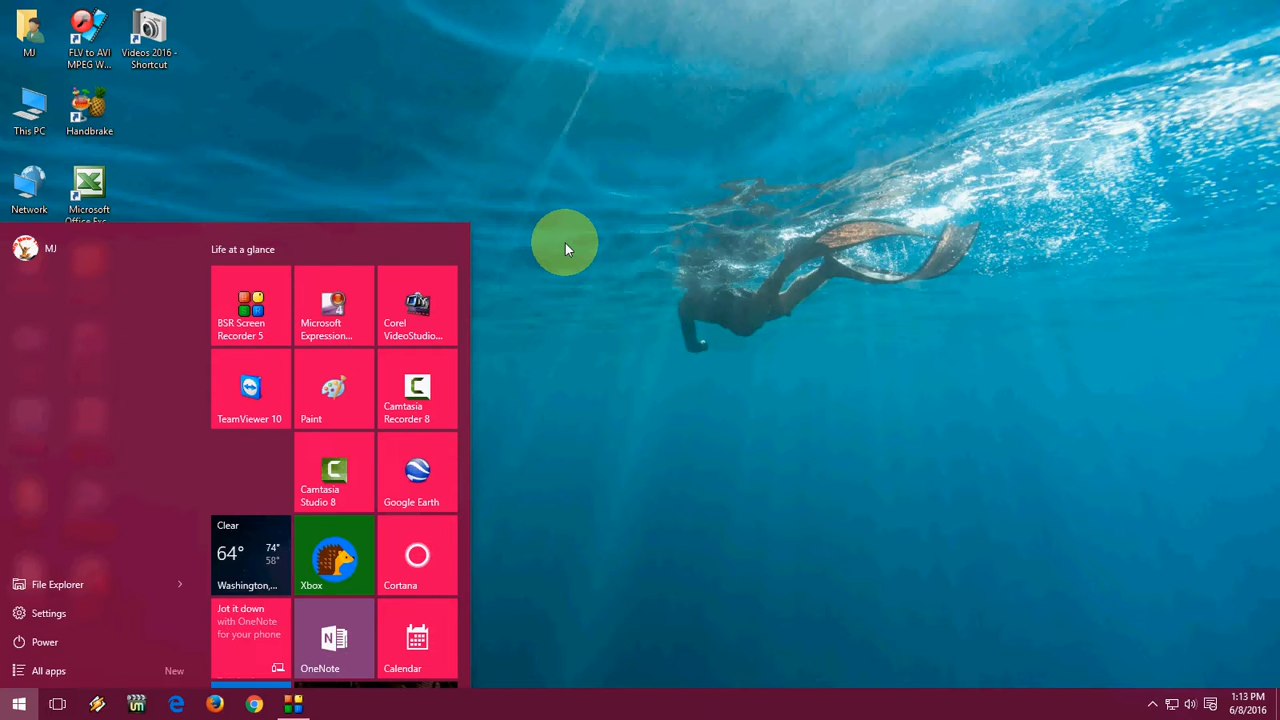 MJ
FLV to AVI
MPEG W...
Videos 2016 -
Shortcut
This PC
Handbrake
Network
Microsoft
Office Exc...
MJ
Life at a glance
BSR Screen
Recorder 5
Microsoft
Expression...
Corel
VideoStudio...
TeamViewer 10
Paint
Camtasia
Recorder 8
Camtasia
Studio 8
Google Earth
Clear
64°
74°
58°
Washington,...
Xbox
Cortana
Jot it down
with OneNote
for your phone
OneNote
Calendar
File Explorer
Settings
Power
All apps
New
1:13 PM
6/8/2016